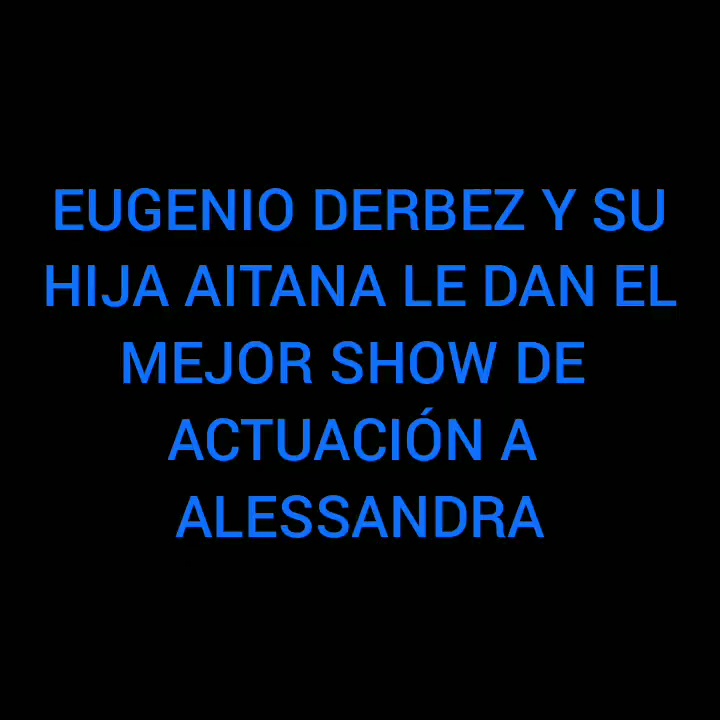 EUGENIO DERBEZ Y SU
HIJA AITANA LE DAN EL
MEJOR SHOW DE
ACTUACIÓN A
ALESSANDRA